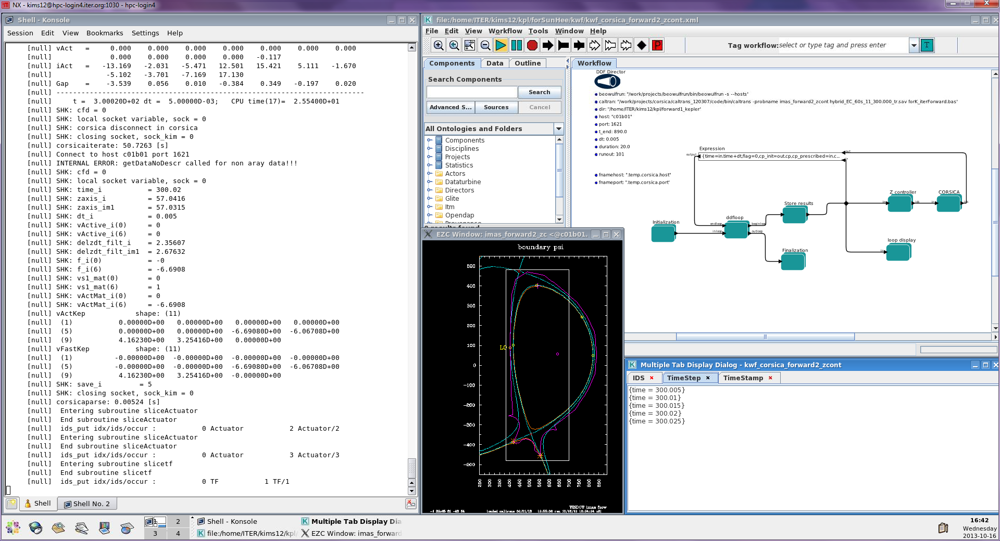 NX - kims12@hpc-login4.iter.org:1030 - hpc-login4
Shell - Konsole
Session Edit View Bookmarks Settings Help
[null] vAct = 0.000 0.000 0.000 0.000 0.000 0.000 0.000
[null] 0.000 0.000 0.000 0.000 -0.117
[null] iAct = -13.169 -2.031 -5.471 12.501 15.421 5.111 -1.670
[null] -5.102 -3.701 -7.169 17.130
[null] Gap = -3.539 0.056 0.010 -0.384 0.349 -0.197 0.020
[null] --------------------------------------------------------------------------
[null] t = 3.00020D+02 dt = 5.00000D-03; CPU time(17)= 2.55400D+01
[null] SHK: cfd = 0
[null] SHK: local socket variable, sock = 0
[null] SHK: corsica disconnect in corsica
[null] SHK: closing socket, sock_kim = 0
[null] corsicaiterate: 50.7263 [s]
[null] Connect to host c01b01 port 1621
[null] INTERNAL ERROR: getDataNoDescr called for non aray data!!!
[null] SHK: cfd = 0
[null] SHK: local socket variable, sock = 0
[null] SHK: time_i = 300.02
[null] SHK: zaxis_i = 57.0416
[null] SHK: zaxis_im1 = 57.0315
[null] SHK: dt_i = 0.005
[null] SHK: vActive_i(0) = 0
[null] SHK: vActive_i(6) = 0
[null] SHK: delzdt_filt_i = 2.35607
[null] SHK: delzdt_filt_im1 = 2.67632
[null] SHK: f_i(0) = -0
[null] SHK: f_i(6) = -6.6908
[null] SHK: vs1_mat(0) = 0
[null] SHK: vs1_mat(6) = 1
[null] SHK: vActMat_i(0) = 0
[null] SHK: vActMat_i(6) = -6.6908
[null] vActKep shape: (11)
[null] (1) 0.00000D+00 0.00000D+00 0.00000D+00 0.00000D+00
[null] (5) 0.00000D+00 0.00000D+00 -6.69080D+00 -6.06708D+00
[null] (9) 4.16230D+00 3.25416D+00 0.00000D+00
[null] vFastKep shape: (11)
[null] (1) -0.00000D+00 -0.00000D+00 -0.00000D+00 -0.00000D+00
[null] (5) -0.00000D+00 -0.00000D+00 -6.69080D+00 -6.06708D+00
[null] (9) 4.16230D+00 3.25416D+00 -0.00000D+00
[null] SHK: save_i = 5
[null] SHK: closing socket, sock_kim = 0
[null] corsicaparse: 0.00524 [s]
[null] Entering subroutine sliceActuator
[null] End subroutine sliceActuator
[null] ids_put idx/ids/occur : 0 Actuator 2 Actuator/2
[null] Entering subroutine sliceActuator
[null] End subroutine sliceActuator
[null] ids_put idx/ids/occur : 0 Actuator 3 Actuator/3
[null] Entering subroutine slicetf
[null] End subroutine slicetf
[null] ids_put idx/ids/occur : 0 TF 1 TF/1
Shell Shell No. 2
file:/home/ITER/kims12/kpl/forSunHee/kwf/kwf_corsica_forward2_zcont.xml
File Edit View Workflow Tools Window Help
P Tag workflow: select or type tag and press enter T
Components Data Outline
Search Components
Search
Advanced S... Sources Cancel
All Ontologies and Folders
Components
Disciplines
Projects
Statistics
Actors
Dataturbine
Directors
Glite
Itm
Opendap
Workflow
DDF Director
beowulfrun: "/work/projects/beowulfrun/bin/beowulfrun -s --hosts"
caltran: "/work/projects/corsica/caltrans_120307/code/bin/caltrans -probname imas_forward2_zcont hybrid_EC_60s_11_300.000_tr.sav forK_iterForward.bas"
dir: "/home/ITER/kims12/kpl/forward1_kepler"
host: "c01b01"
port: 1621
t_end: 890.0
dt: 0.005
duration: 20.0
runout: 101
fnamehost: ".temp.corsica.host"
fnameport: ".temp.corsica.port"
Expression
output {time=in.time+dt,flag=0,cp_init=out.cp,cp_prescribed=in.c... out
Z controller CORSICA
Store results
ddfloop
Initialization
endloop beginloop
inloop outloop
loop display
Finalization
EZC Window: imas_forward2_zc <@c01b01.
boundary psi
500
400
300
200
100
0
-100
-200
-300
-400
-500
LO
250 300 350 400 450 500 550 600 650 700 750 800 850
WINDOW imas forw
Multiple Tab Display Dialog - kwf_corsica_forward2_zcont
IDS TimeStep TimeStamp
{time = 300.005}
{time = 300.01}
{time = 300.015}
{time = 300.02}
{time = 300.025}
1 2
3 4
Shell - Konsole
file:/home/ITER/kims12/kpl/
Multiple Tab Display Dia
EZC Window: imas_forward
16:42
Wednesday
2013-10-16